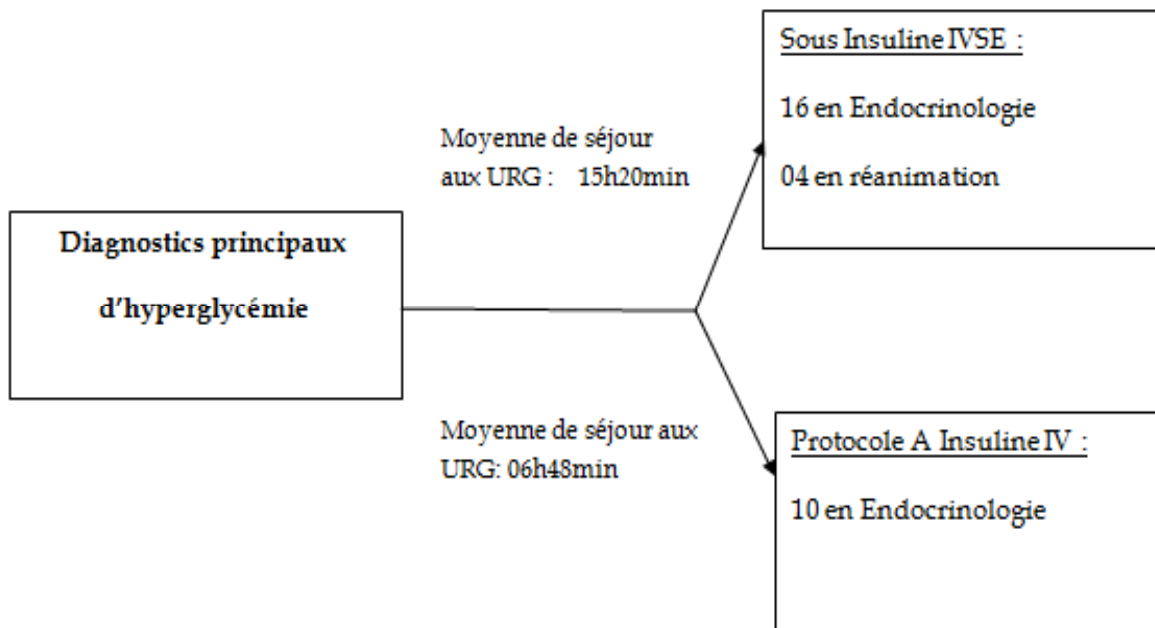 Sous Insuline IVSE :
16 en Endocrinologie
04 en réanimation
Moyenne de séjour
aux URG : 15h20min
Diagnostics principaux
d’hyperglycémie
Moyenne de séjour aux
URG: 06h48min
Protocole A Insuline IV :
10 en Endocrinologie